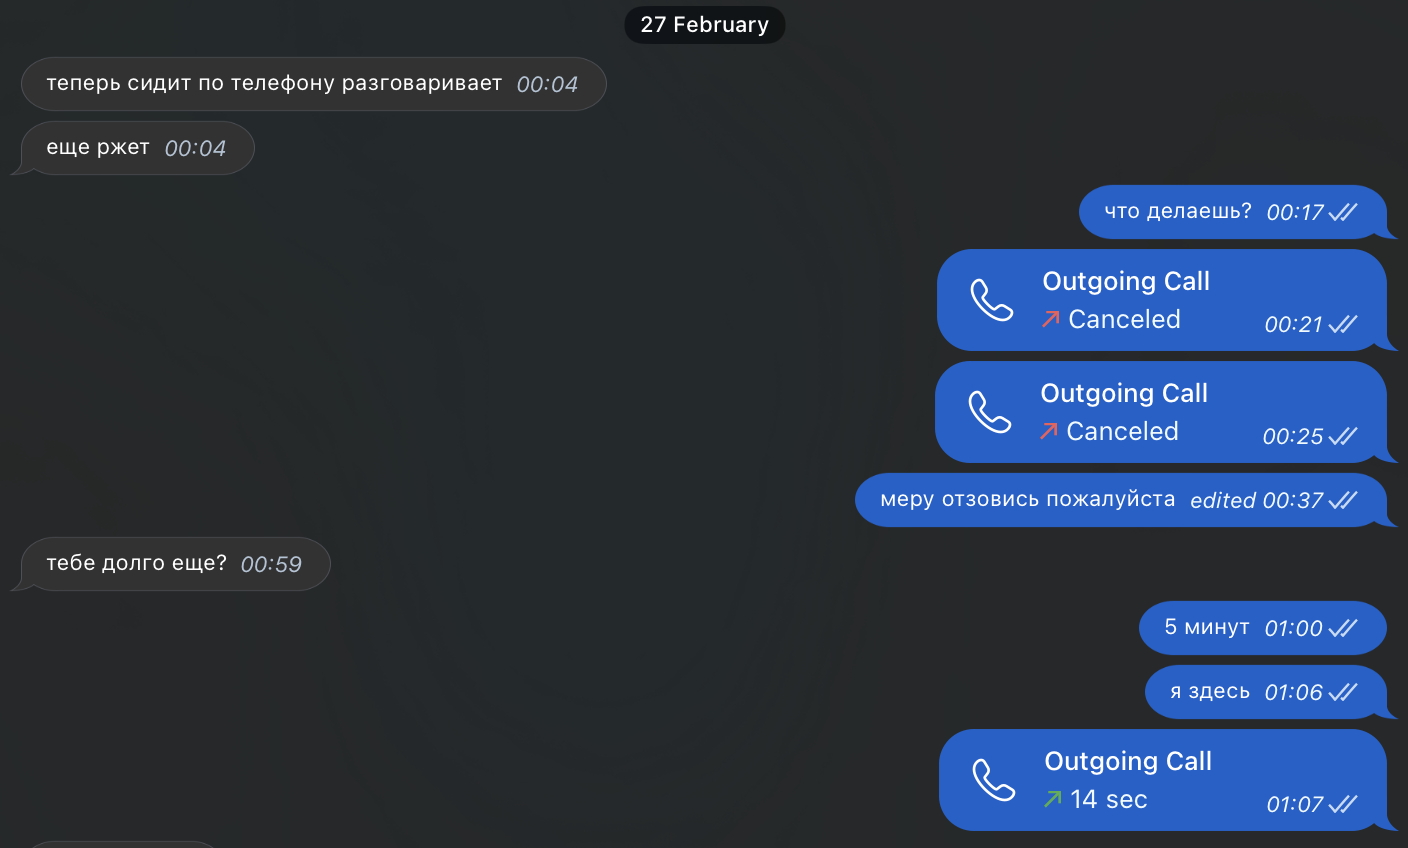 27 February
теперь сидит по телефону разговаривает 00:04
еще ржет 00:04
что делаешь? 00:17
Outgoing Call
Canceled 00:21
Outgoing Call
Canceled 00:25
меру отзовись пожалуйста edited 00:37
тебе долго еще? 00:59
5 минут 01:00
я здесь 01:06
Outgoing Call
14 sec 01:07